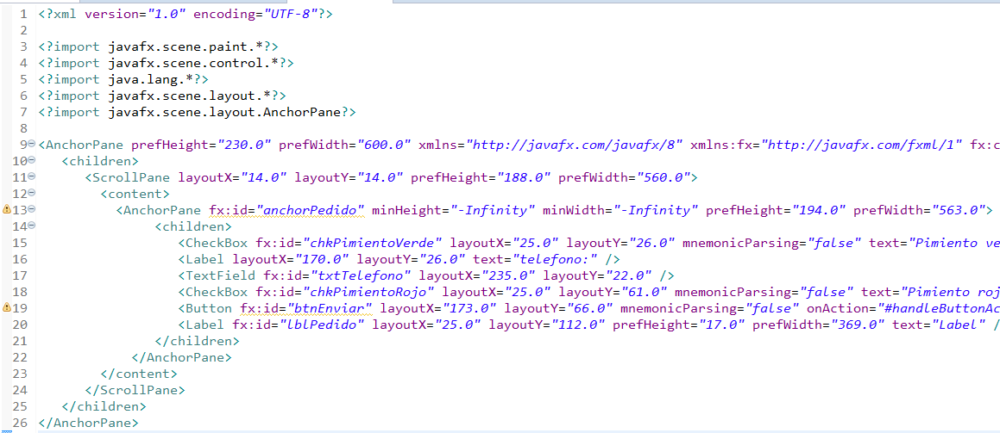 1 <?xml version="1.0" encoding="UTF-8"?>
2
3 <?import javafx.scene.paint.*?>
4 <?import javafx.scene.control.*?>
5 <?import java.lang.*?>
6 <?import javafx.scene.layout.*?>
7 <?import javafx.scene.layout.AnchorPane?>
8
9 <AnchorPane prefHeight="230.0" prefWidth="600.0" xmlns="http://javafx.com/javafx/8" xmlns:fx="http://javafx.com/fxml/1" fx:c
10 <children>
11 <ScrollPane layoutX="14.0" layoutY="14.0" prefHeight="188.0" prefWidth="560.0">
12 <content>
13 <AnchorPane fx:id="anchorPedido" minHeight="-Infinity" minWidth="-Infinity" prefHeight="194.0" prefWidth="563.0">
14 <children>
15 <CheckBox fx:id="chkPimientoVerde" layoutX="25.0" layoutY="26.0" mnemonicParsing="false" text="Pimiento ve
16 <Label layoutX="170.0" layoutY="26.0" text="telefono:" />
17 <TextField fx:id="txtTelefono" layoutX="235.0" layoutY="22.0" />
18 <CheckBox fx:id="chkPimientoRojo" layoutX="25.0" layoutY="61.0" mnemonicParsing="false" text="Pimiento roj
19 <Button fx:id="btnEnviar" layoutX="173.0" layoutY="66.0" mnemonicParsing="false" onAction="#handleButtonAc
20 <Label fx:id="lblPedido" layoutX="25.0" layoutY="112.0" prefHeight="17.0" prefWidth="369.0" text="Label" /
21 </children>
22 </AnchorPane>
23 </content>
24 </ScrollPane>
25 </children>
26 </AnchorPane>